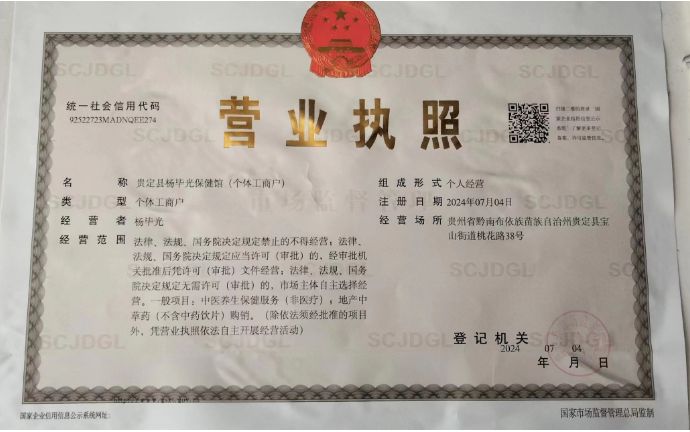 统一社会信用代码
92522723MADNQEE274
营业执照
名称 贵定县杨毕光保健馆（个体工商户）
类型 个体工商户
经营者 杨毕光
经营范围 法律、法规、国务院决定规定禁止的不得经营；法律、
法规、国务院决定规定应当许可（审批）的，经审批机
关批准后凭许可（审批）文件经营；法律、法规、国务
院决定规定无需许可（审批）的，市场主体自主选择经
营。一般项目：中医养生保健服务（非医疗）；地产中
草药（不含中药饮片）购销。（除依法须经批准的项目
外，凭营业执照依法自主开展经营活动）
组成形式 个人经营
注册日期 2024年07月04日
经营场所 贵州省黔南布依族苗族自治州贵定县宝
山街道桃花路38号
登记机关
2024 07 04
年 月 日
国家企业信用信息公示系统网址：
国家市场监督管理总局监制
SCJDGL
市场监督